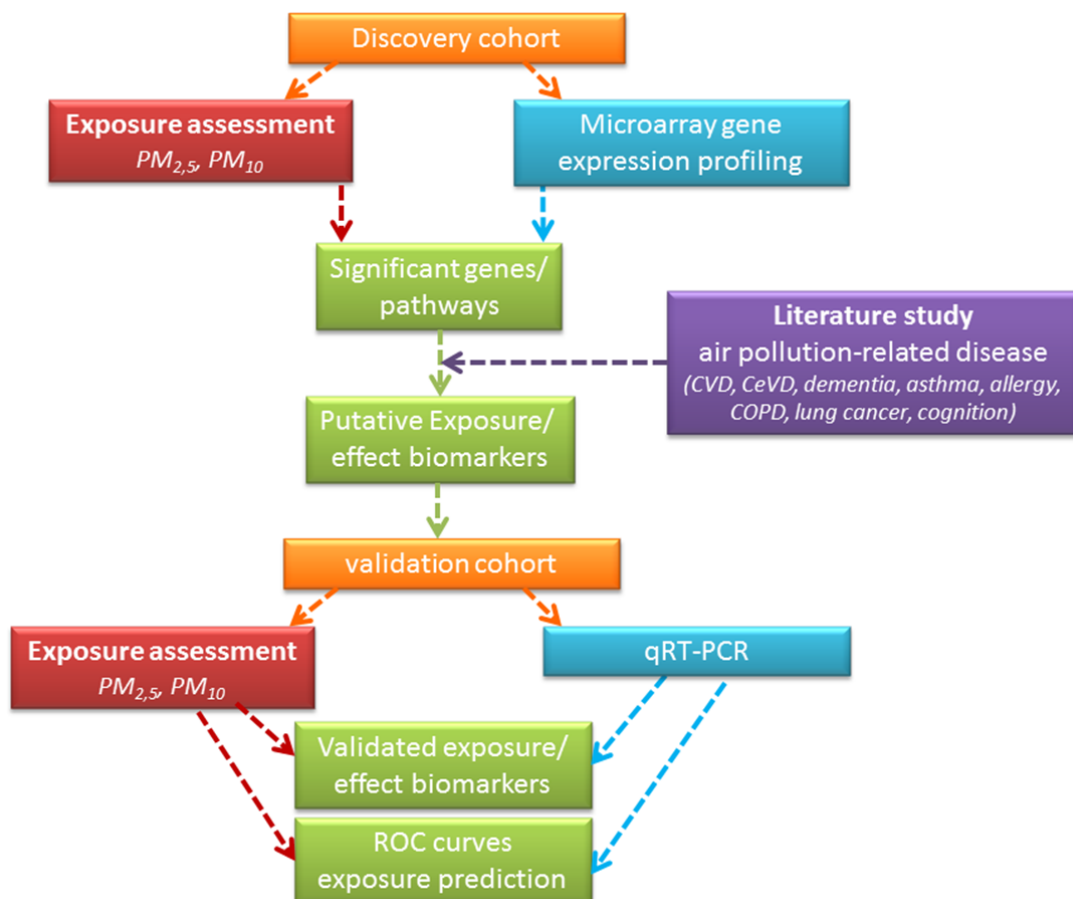 Discovery cohort
Exposure assessment
PM2,5, PM10
Microarray gene
expression profiling
Significant genes/
pathways
Literature study
air pollution-related disease
(CVD, CeVD, dementia, asthma, allergy,
COPD, lung cancer, cognition)
Putative Exposure/
effect biomarkers
validation cohort
Exposure assessment
PM2,5, PM10
qRT-PCR
Validated exposure/
effect biomarkers
ROC curves
exposure prediction